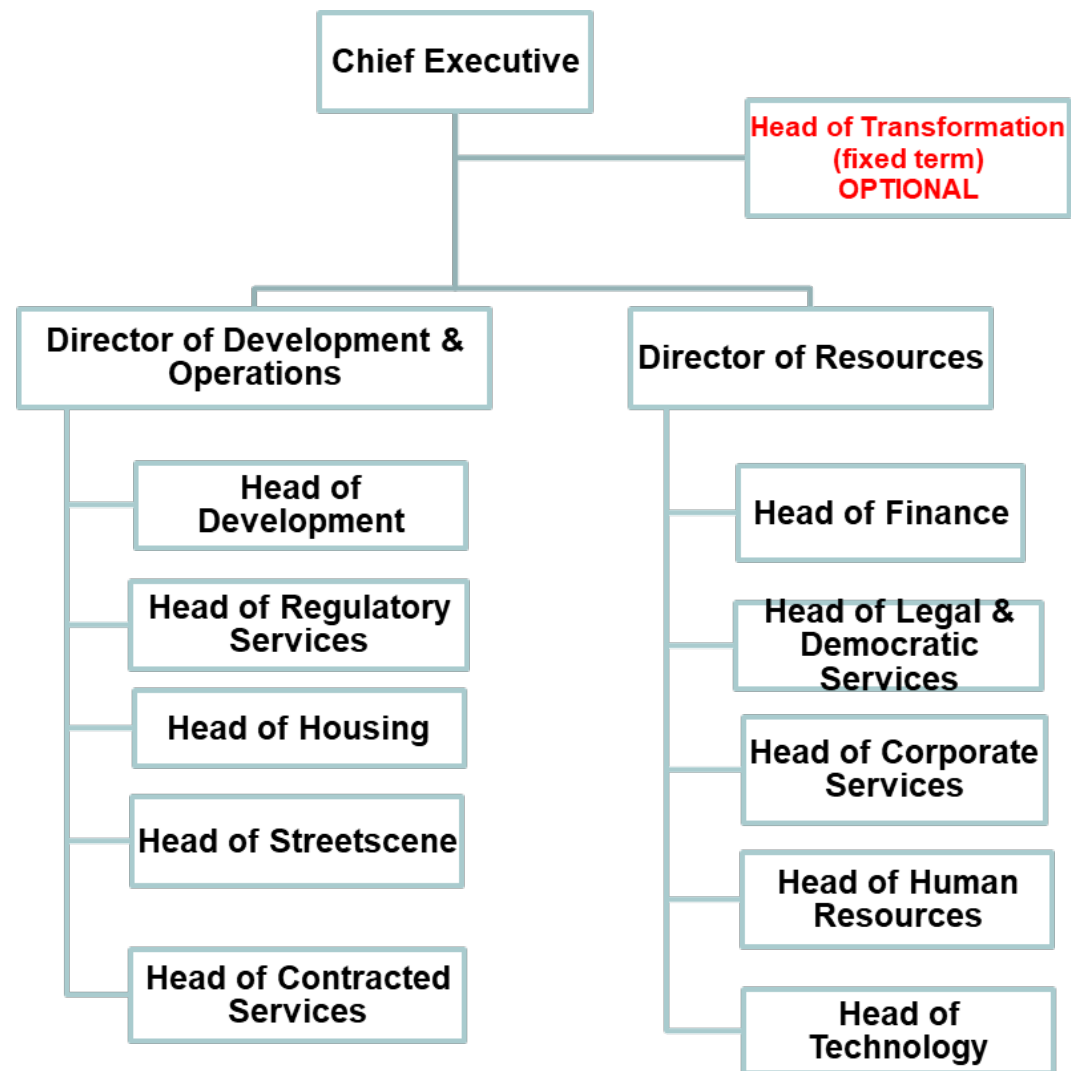 Chief Executive
Head of Transformation
(fixed term)
OPTIONAL
Director of Development &
Operations
Director of Resources
Head of
Development
Head of Regulatory
Services
Head of Housing
Head of Streetscene
Head of Contracted
Services
Head of Finance
Head of Legal &
Democratic
Services
Head of Corporate
Services
Head of Human
Resources
Head of
Technology